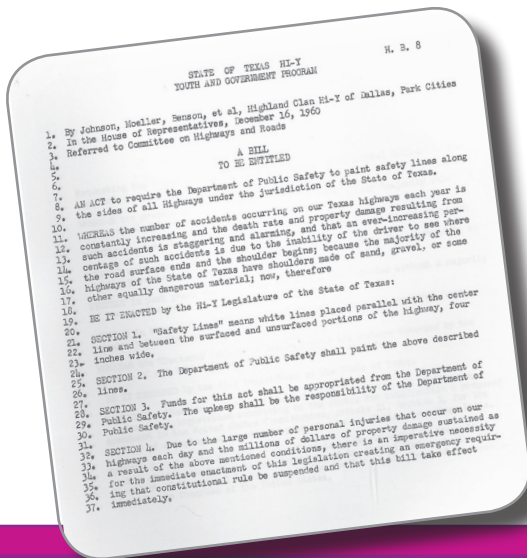 H. B. 8
STATE OF TEXAS HI-Y
YOUTH AND GOVERNMENT PROGRAM
1. By Johnson, Moeller, Benson, et al, Highland Clan Hi-Y of Dallas, Park Cities
2. In the House of Representatives, December 16, 1960
3. Referred to Committee on Highways and Roads
4.
5. A BILL
6. TO BE ENTITLED
7.
8. AN ACT to require the Department of Public Safety to paint safety lines along
9. the sides of all Highways under the jurisdiction of the State of Texas.
10.
11. WHEREAS the number of accidents occurring on our Texas highways each year is
12. constantly increasing and the death rate and property damage resulting from
13. such accidents is staggering and alarming, and that an ever-increasing per-
14. centage of such accidents is due to the inability of the driver to see where
15. the road surface ends and the shoulder begins; because the majority of the
16. highways of the State of Texas have shoulders made of sand, gravel, or some
17. other equally dangerous material; now, therefore
18.
19. BE IT ENACTED by the Hi-Y Legislature of the State of Texas:
20.
21. SECTION 1. "Safety Lines" means white lines placed parallel with the center
22. line and between the surfaced and unsurfaced portions of the highway, four
23. inches wide.
24.
25. SECTION 2. The Department of Public Safety shall paint the above described
26. lines.
27.
28. SECTION 3. Funds for this act shall be appropriated from the Department of
29. Public Safety. The upkeep shall be the responsibility of the Department of
30. Public Safety.
31.
32. SECTION 4. Due to the large number of personal injuries that occur on our
33. highways each day and the millions of dollars of property damage sustained as
34. a result of the above mentioned conditions, there is an imperative necessity
35. for the immediate enactment of this legislation creating an emergency requir-
36. ing that constitutional rule be suspended and that this bill take effect
37. immediately.